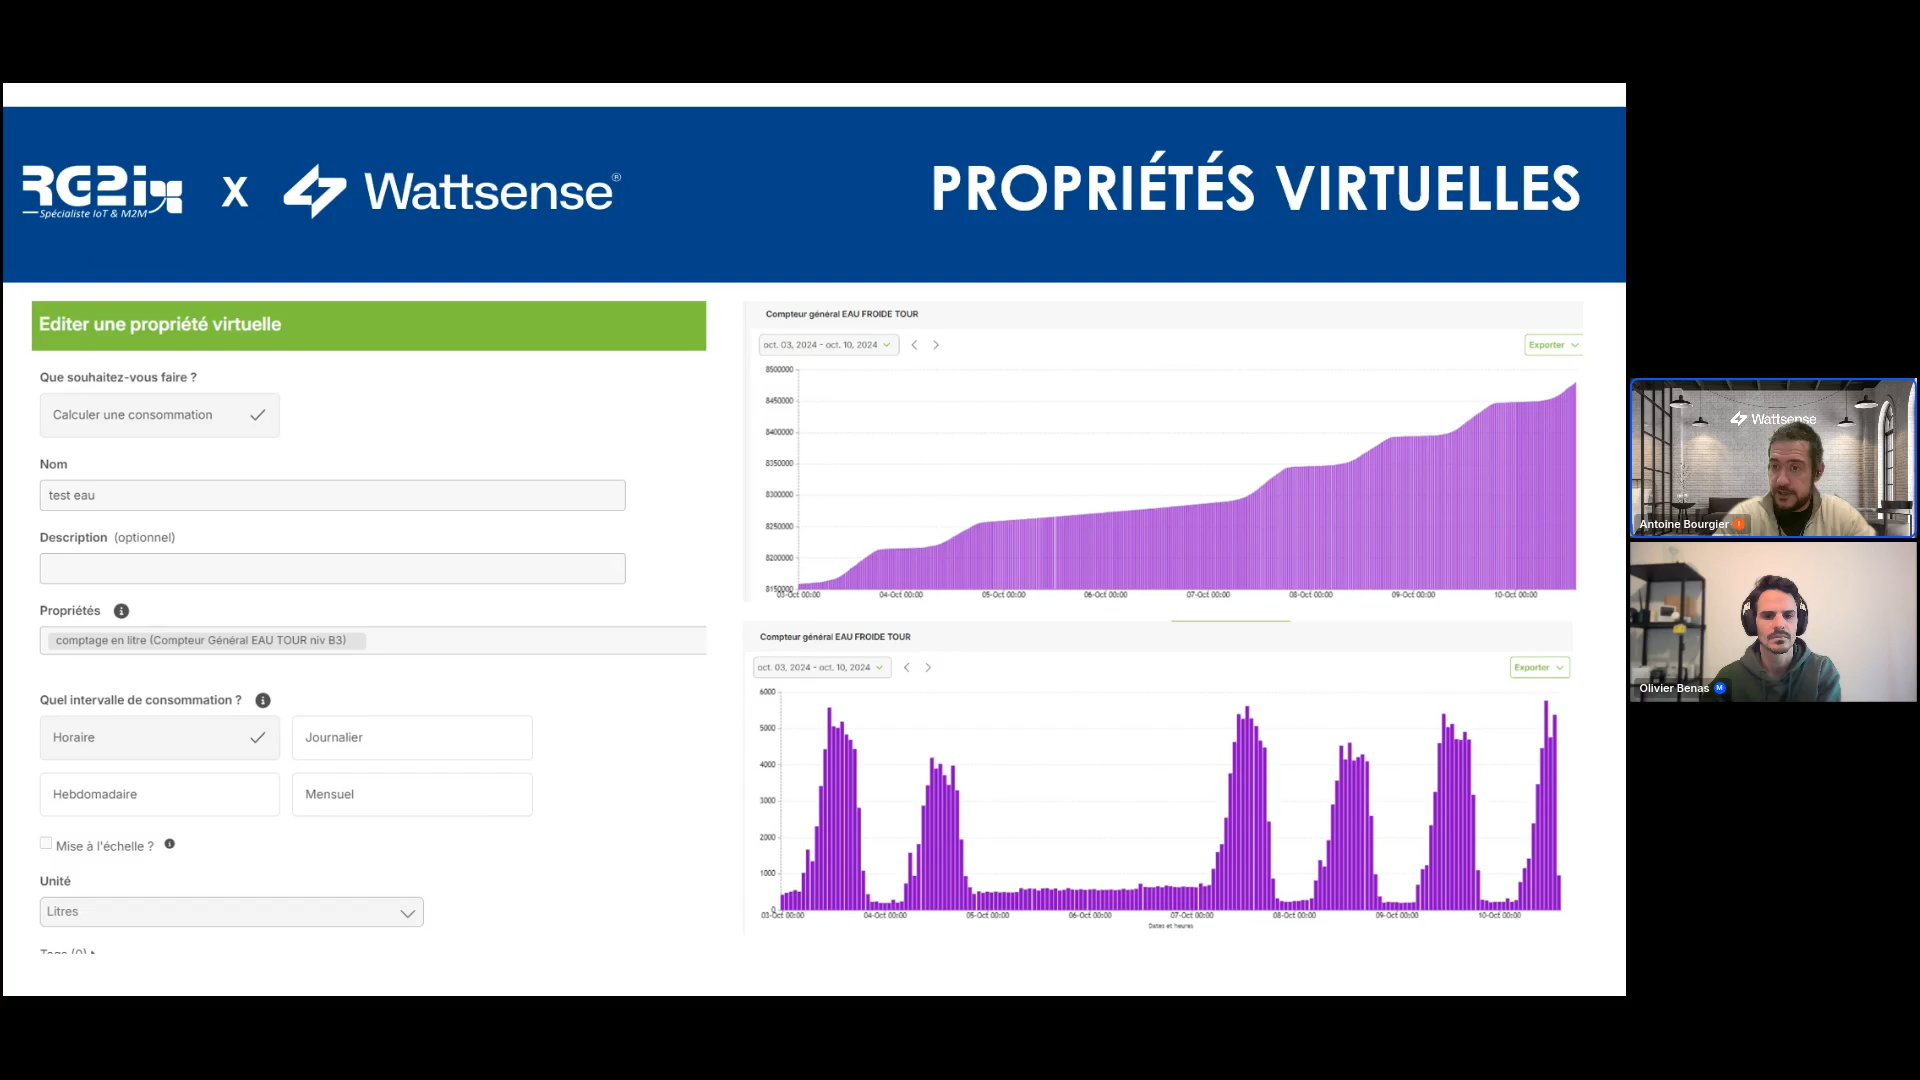 RG2i
Spécialiste IoT & M2M
X
Wattsense®
PROPRIÉTÉS VIRTUELLES
Editer une propriété virtuelle
Que souhaitez-vous faire ?
Calculer une consommation
Nom
test eau
Description (optionnel)
Propriétés
comptage en litre (Compteur Général EAU TOUR niv B3)
Quel intervalle de consommation ?
Horaire
Journalier
Hebdomadaire
Mensuel
Mise à l'échelle ?
Unité
Litres
Compteur général EAU FROIDE TOUR
oct. 03, 2024 - oct. 10, 2024
Exporter
8500000
8450000
8400000
8350000
8300000
8250000
8200000
8150000
03-Oct 00:00 04-Oct 00:00 05-Oct 00:00 06-Oct 00:00 07-Oct 00:00 08-Oct 00:00 09-Oct 00:00 10-Oct 00:00
Compteur général EAU FROIDE TOUR
oct. 03, 2024 - oct. 10, 2024
Exporter
6000
5000
4000
3000
2000
1000
0
03-Oct 00:00 04-Oct 00:00 05-Oct 00:00 06-Oct 00:00 07-Oct 00:00 08-Oct 00:00 09-Oct 00:00 10-Oct 00:00
Dates et heures
Wattsense
Antoine Bourgier
Olivier Benas M